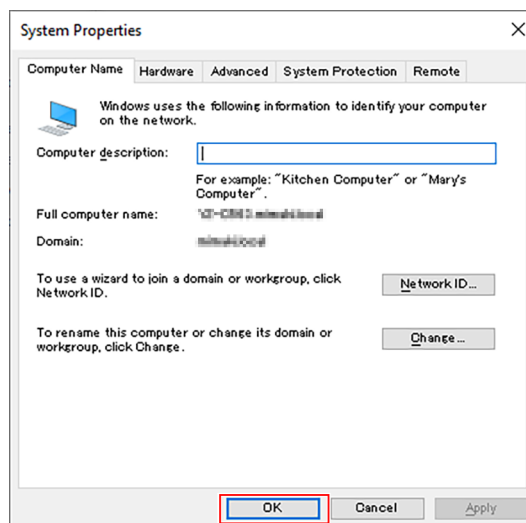 System Properties
Computer Name Hardware Advanced System Protection Remote
Windows uses the following information to identify your computer
on the network.
Computer description:
For example: "Kitchen Computer" or "Mary's
Computer".
Full computer name:
Domain:
To use a wizard to join a domain or workgroup, click
Network ID.
Network ID...
To rename this computer or change its domain or
workgroup, click Change.
Change...
OK Cancel Apply